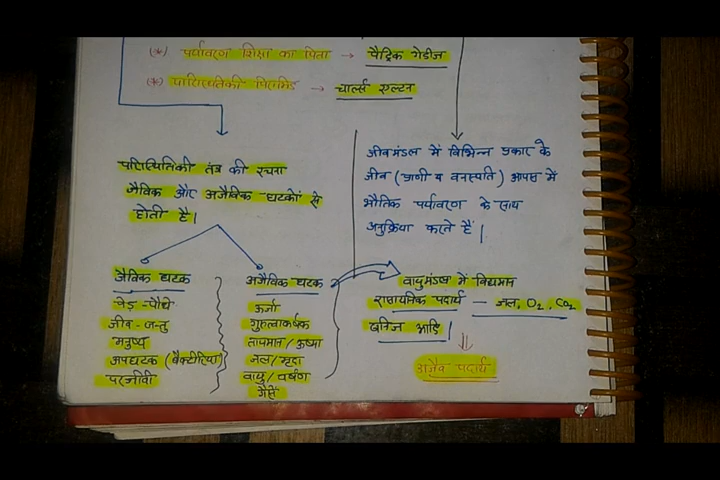 (*) पर्यावरण शिक्षा का पिता → पैट्रिक गेडीज
(*) पारिस्थितिकी पिरामिड → चार्ल्स एल्टन
पारिस्थितिकी तंत्र की रचना
जैविक और अजैविक घटकों से
होती है।
जीवमंडल में विभिन्न प्रकार के
जीव (प्राणी व वनस्पति) आपस में
भौतिक पर्यावरण के साथ
अनुक्रिया करते हैं।
जैविक घटक
पेड़-पौधे
जीव-जन्तु
मनुष्य
अपघटक (बैक्टीरिया)
परजीवी
अजैविक घटक
ऊर्जा
गुरुत्वाकर्षक
तापमान/ऊष्मा
जल/मृदा
वायु/वर्षण
गैसें
वायुमंडल में विद्यमान
रासायनिक पदार्थ — जल, O2, CO2
खनिज आदि।
अजैव पदार्थ